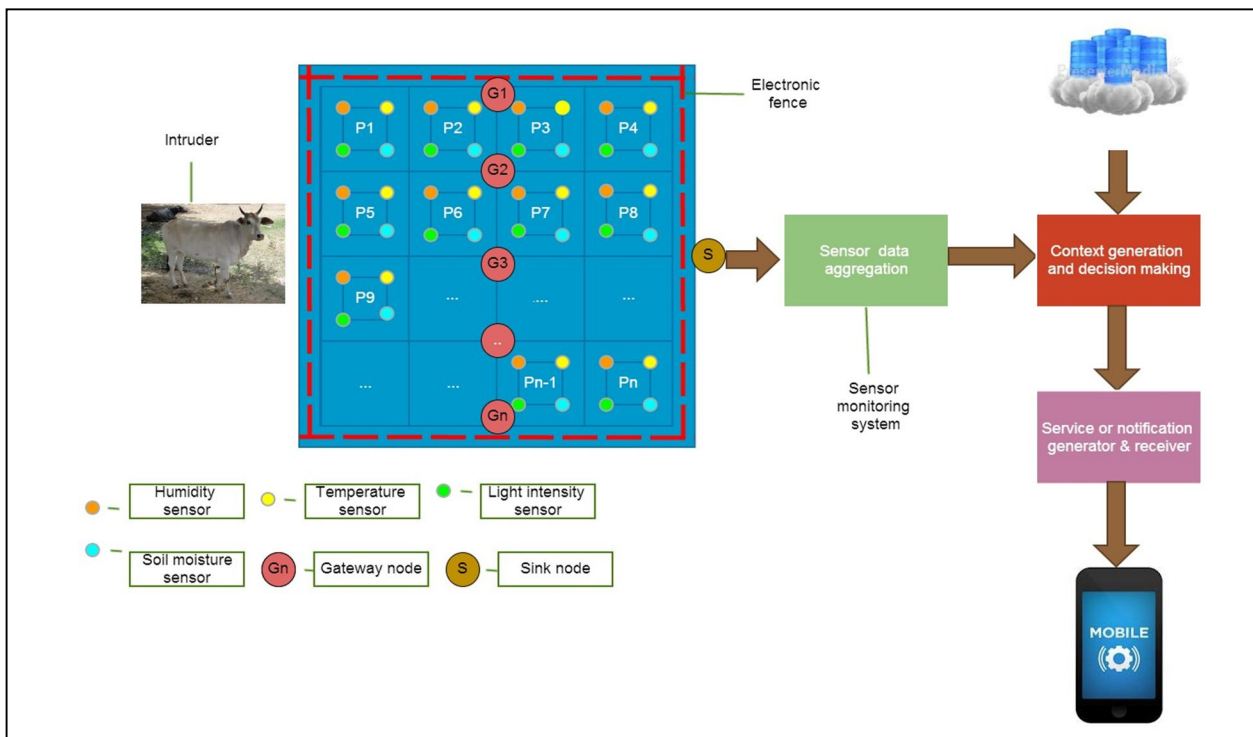 Intruder
Electronic
fence
G1
P1
P2
P3
P4
G2
P5
P6
P7
P8
G3
P9
...
....
...
..
...
...
Pn-1
Pn
Gn
S
Sensor data
aggregation
Context generation
and decision making
Sensor
monitoring
system
Service or notification
generator & receiver
MOBILE
Humidity
sensor
Temperature
sensor
Light intensity
sensor
Soil moisture
sensor
Gn
Gateway node
S
Sink node